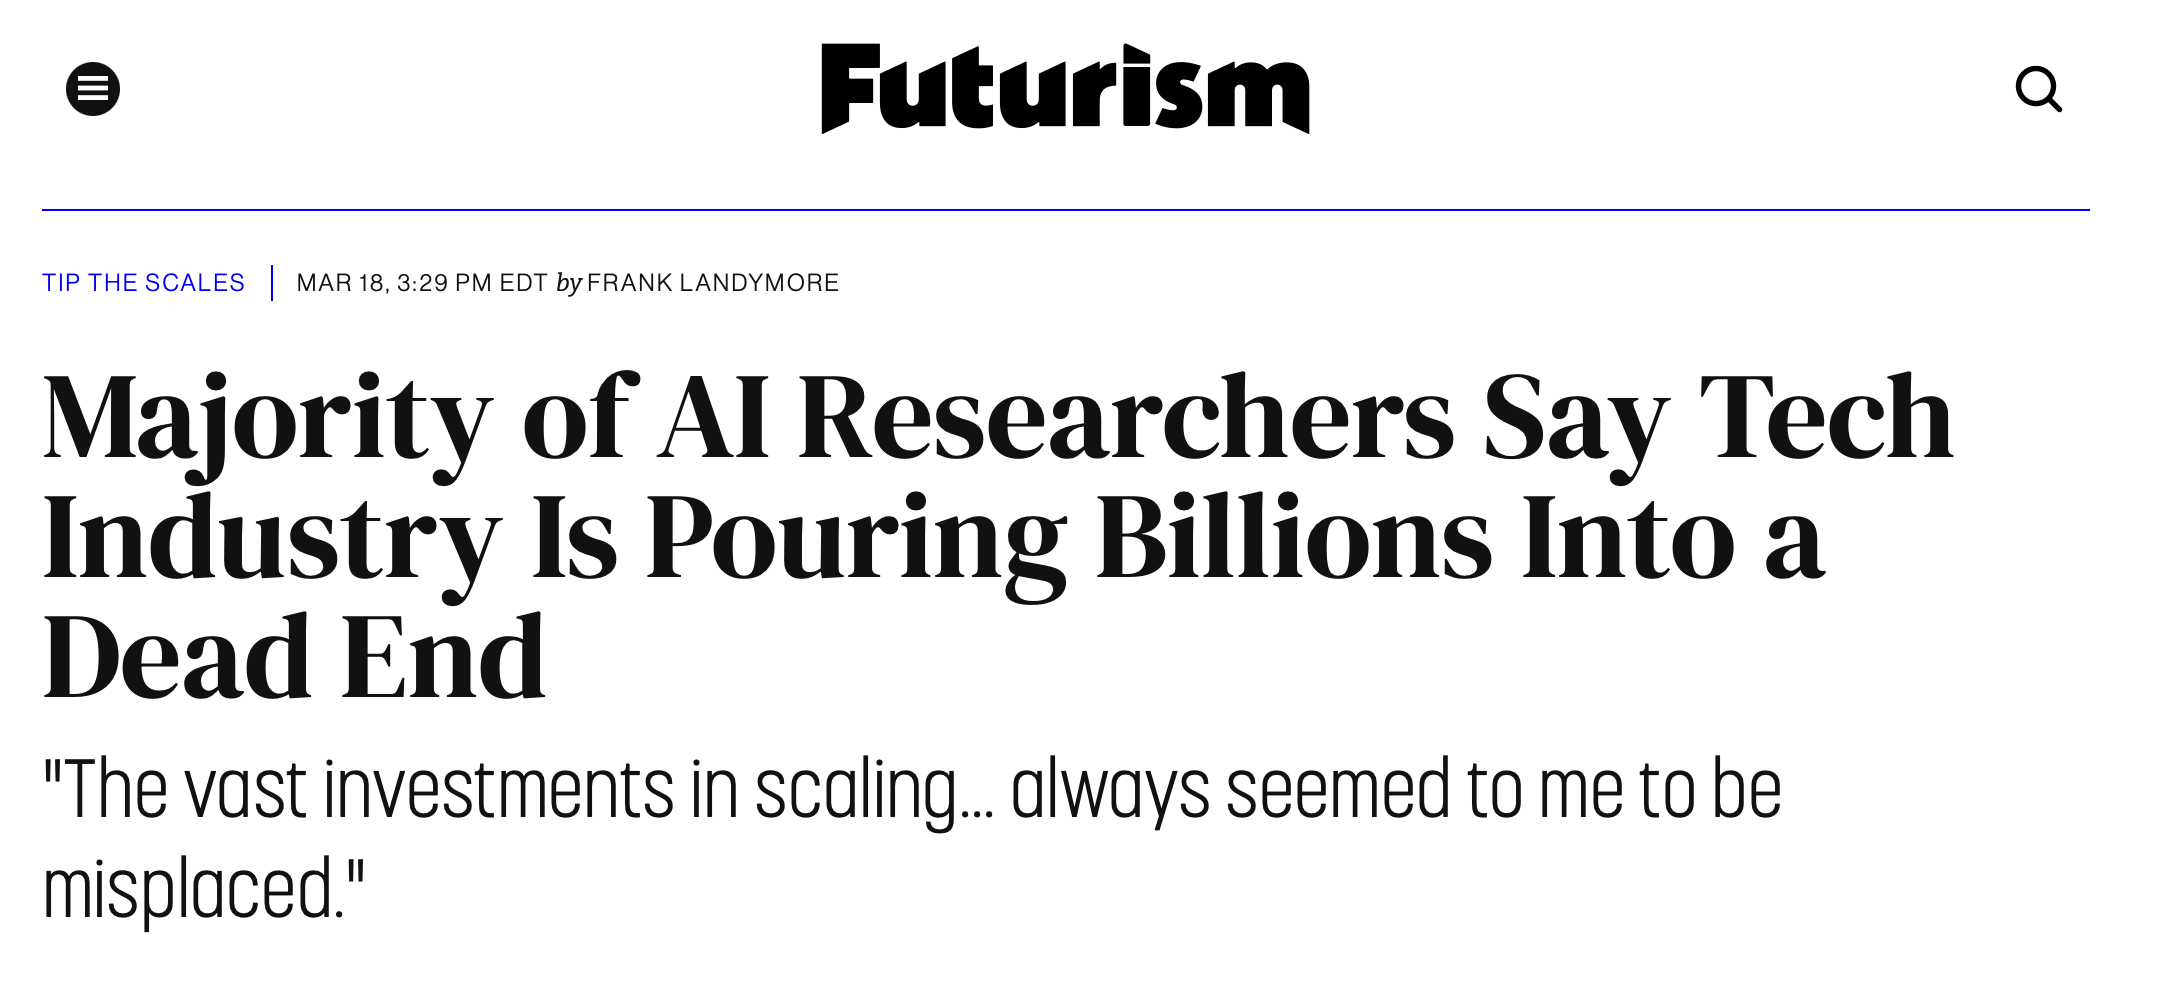 Futurism
TIP THE SCALES
MAR 18, 3:29 PM EDT by FRANK LANDYMORE
Majority of AI Researchers Say Tech
Industry Is Pouring Billions Into a
Dead End
"The vast investments in scaling... always seemed to me to be
misplaced."